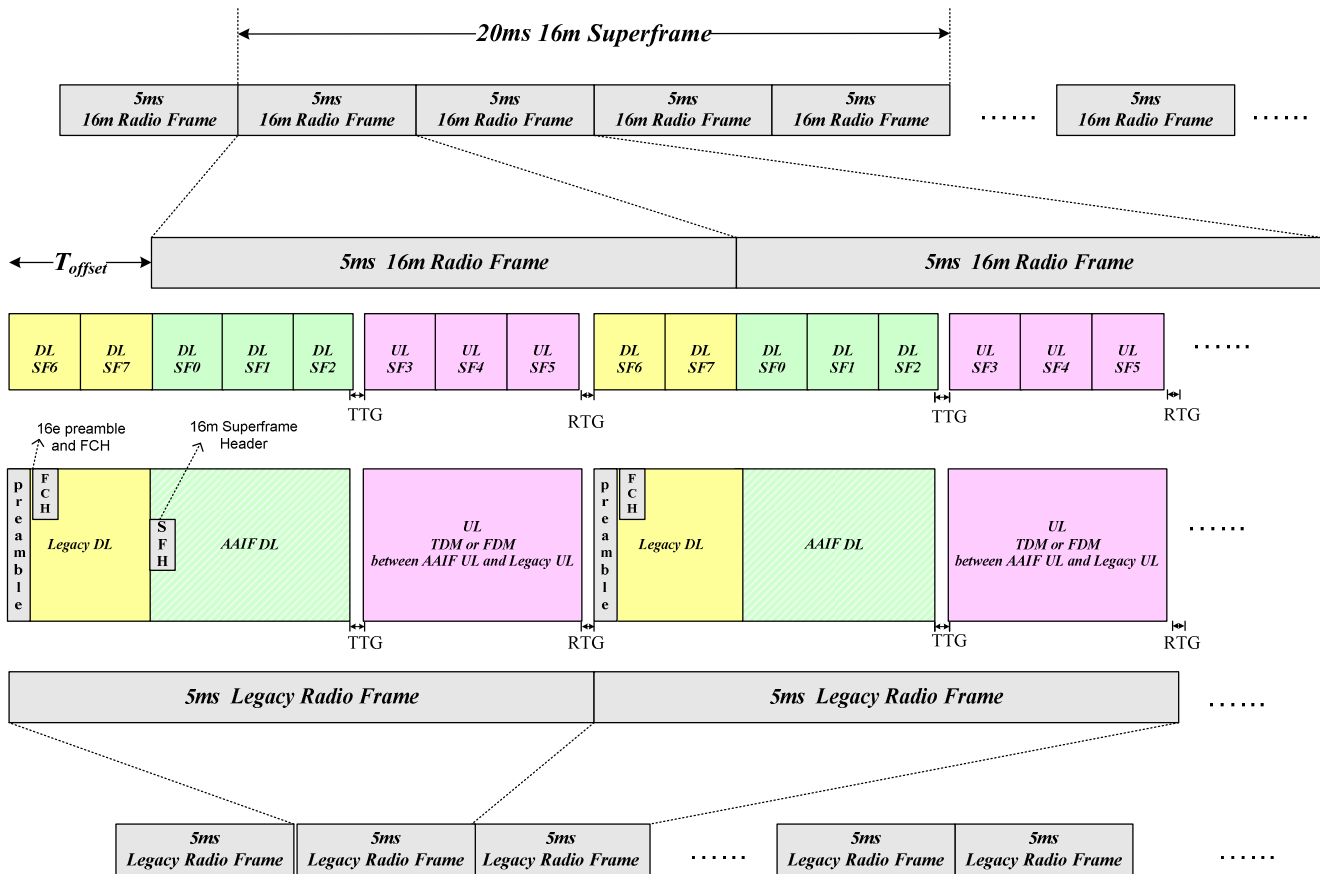 20ms 16m Superframe
5ms
16m Radio Frame
5ms
16m Radio Frame
5ms
16m Radio Frame
5ms
16m Radio Frame
5ms
16m Radio Frame
......
5ms
16m Radio Frame
......
Toffset
5ms 16m Radio Frame
5ms 16m Radio Frame
DL
SF6
DL
SF7
DL
SF0
DL
SF1
DL
SF2
UL
SF3
UL
SF4
UL
SF5
DL
SF6
DL
SF7
DL
SF0
DL
SF1
DL
SF2
UL
SF3
UL
SF4
UL
SF5
......
TTG
RTG
TTG
RTG
16e preamble
and FCH
16m Superframe
Header
preamble
FCH
Legacy DL
SFH
AAIF DL
UL
TDM or FDM
between AAIF UL and Legacy UL
preamble
FCH
Legacy DL
AAIF DL
UL
TDM or FDM
between AAIF UL and Legacy UL
......
TTG
RTG
TTG
RTG
5ms Legacy Radio Frame
5ms Legacy Radio Frame
......
5ms
Legacy Radio Frame
5ms
Legacy Radio Frame
5ms
Legacy Radio Frame
......
5ms
Legacy Radio Frame
5ms
Legacy Radio Frame
......